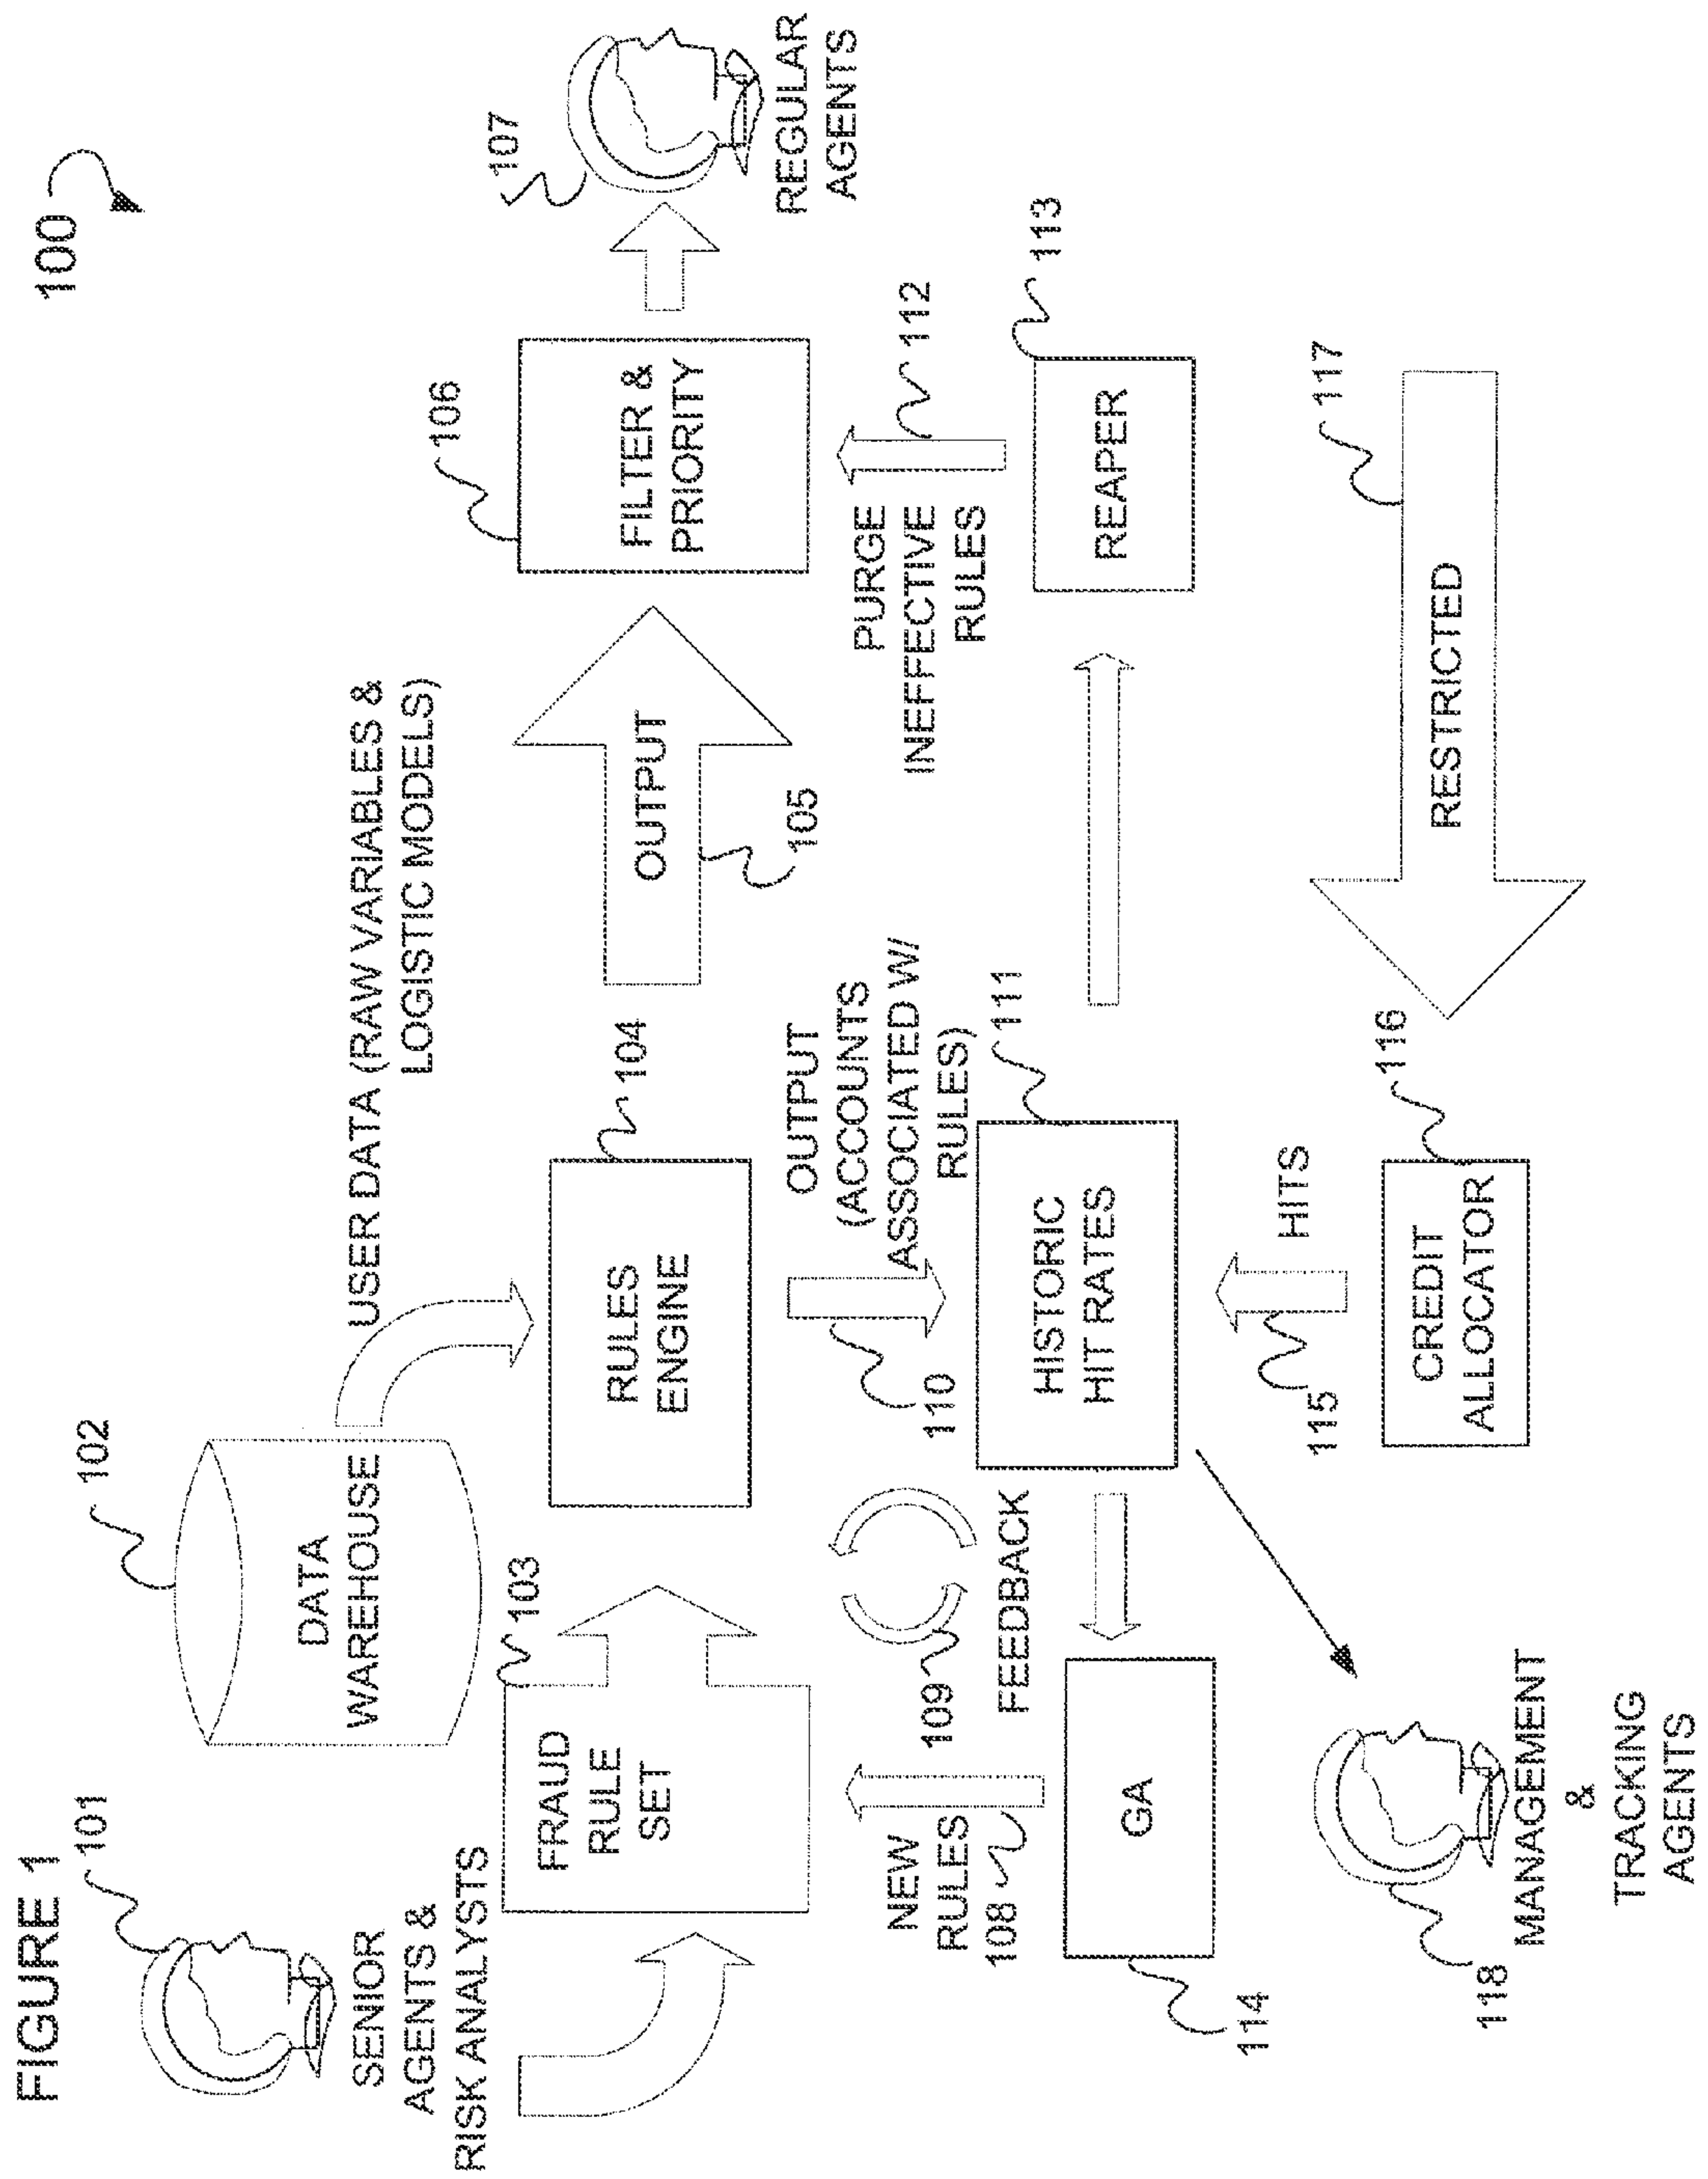 FIGURE 1
100
101
SENIOR
AGENTS &
RISK ANALYSTS
102
DATA
WAREHOUSE
USER DATA (RAW VARIABLES &
LOGISTIC MODELS)
103
FRAUD
RULE
SET
104
RULES
ENGINE
OUTPUT
105
106
FILTER &
PRIORITY
107
REGULAR
AGENTS
NEW
RULES
108
109
FEEDBACK
110
OUTPUT
(ACCOUNTS
ASSOCIATED W/
RULES)
111
HISTORIC
HIT RATES
PURGE
INEFFECTIVE
RULES
112
113
REAPER
GA
114
HITS
115
116
CREDIT
ALLOCATOR
117
RESTRICTED
118
MANAGEMENT
&
TRACKING
AGENTS